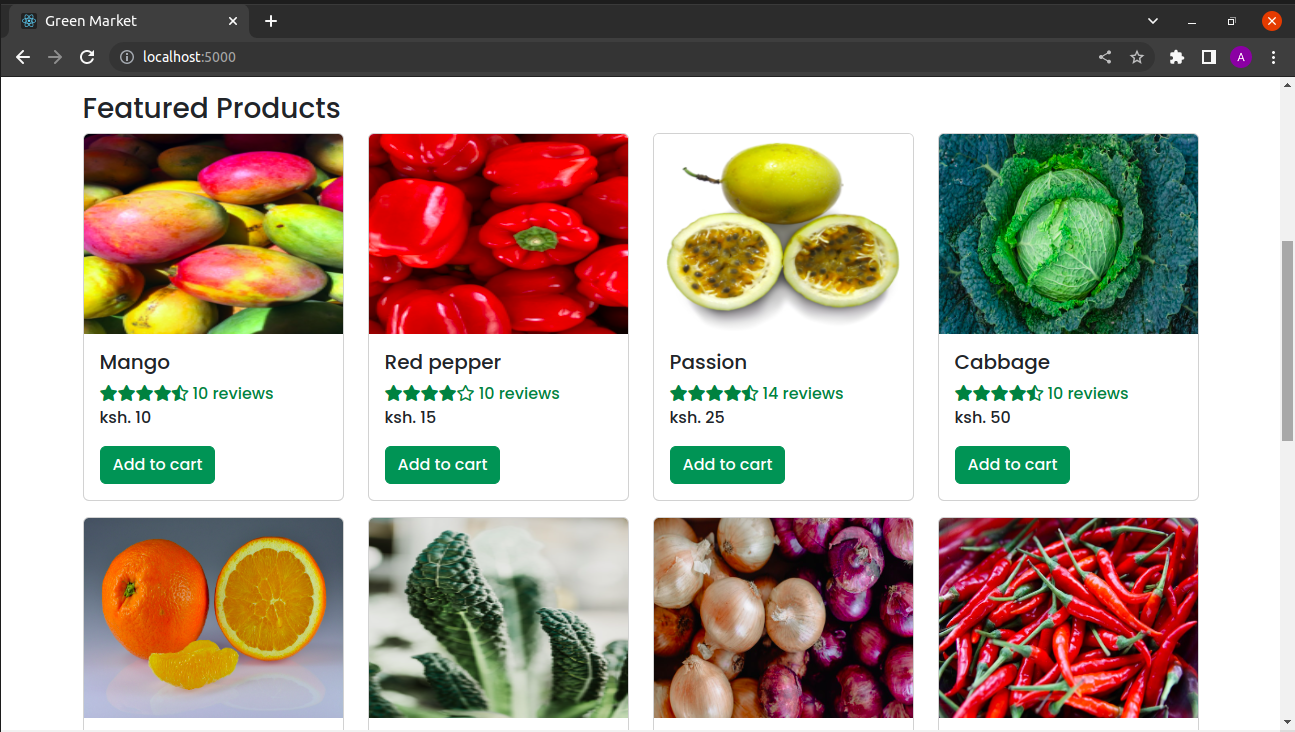 Green Market
localhost:5000
A
Featured Products
Mango
10 reviews
ksh. 10
Add to cart
Red pepper
10 reviews
ksh. 15
Add to cart
Passion
14 reviews
ksh. 25
Add to cart
Cabbage
10 reviews
ksh. 50
Add to cart